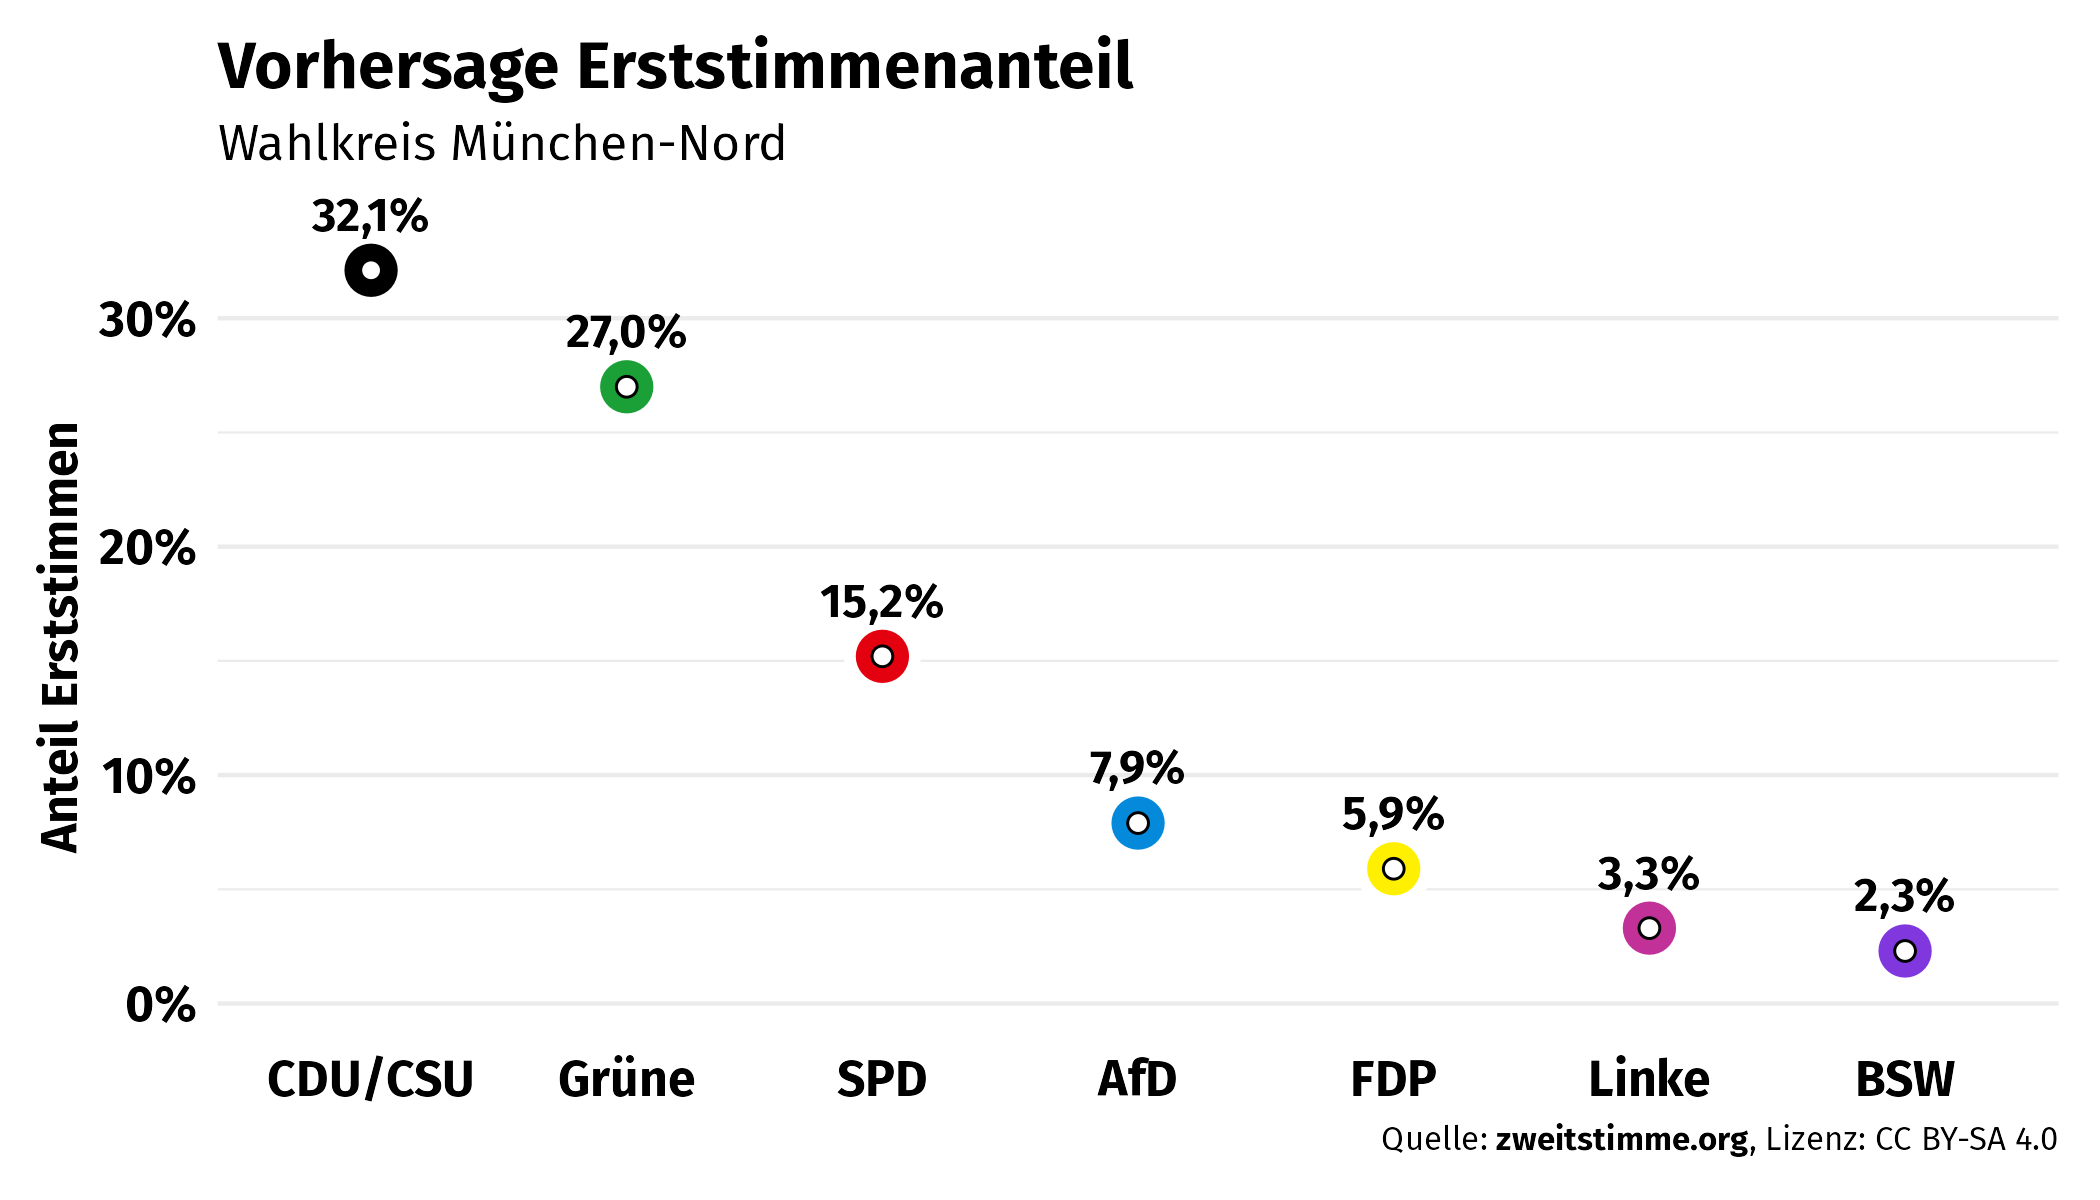 Vorhersage Erststimmenanteil
Wahlkreis München-Nord
Anteil Erststimmen
30%
20%
10%
0%
32,1%
27,0%
15,2%
7,9%
5,9%
3,3%
2,3%
CDU/CSU Grüne SPD AfD FDP Linke BSW
Quelle: zweitstimme.org, Lizenz: CC BY-SA 4.0